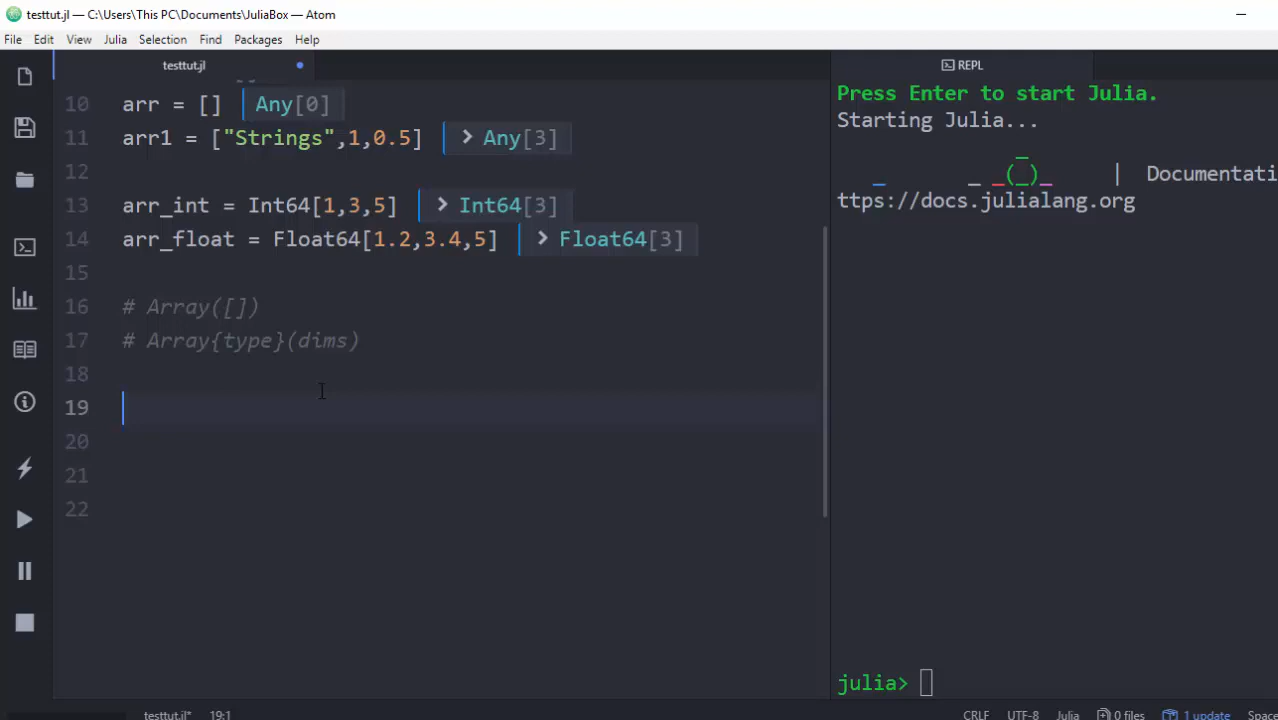 testtut.jl — C:\Users\This PC\Documents\JuliaBox — Atom
File Edit View Julia Selection Find Packages Help
testtut.jl
10 arr = [] Any[0]
11 arr1 = ["Strings",1,0.5] > Any[3]
12
13 arr_int = Int64[1,3,5] > Int64[3]
14 arr_float = Float64[1.2,3.4,5] > Float64[3]
15
16 # Array([])
17 # Array{type}(dims)
18
19
20
21
22
REPL
Press Enter to start Julia.
Starting Julia...
_
_ _ _(_)_ | Documentati
ttps://docs.julialang.org
julia>
testtut.jl* 19:1 CRLF UTF-8 Julia 0 files 1 update Spac